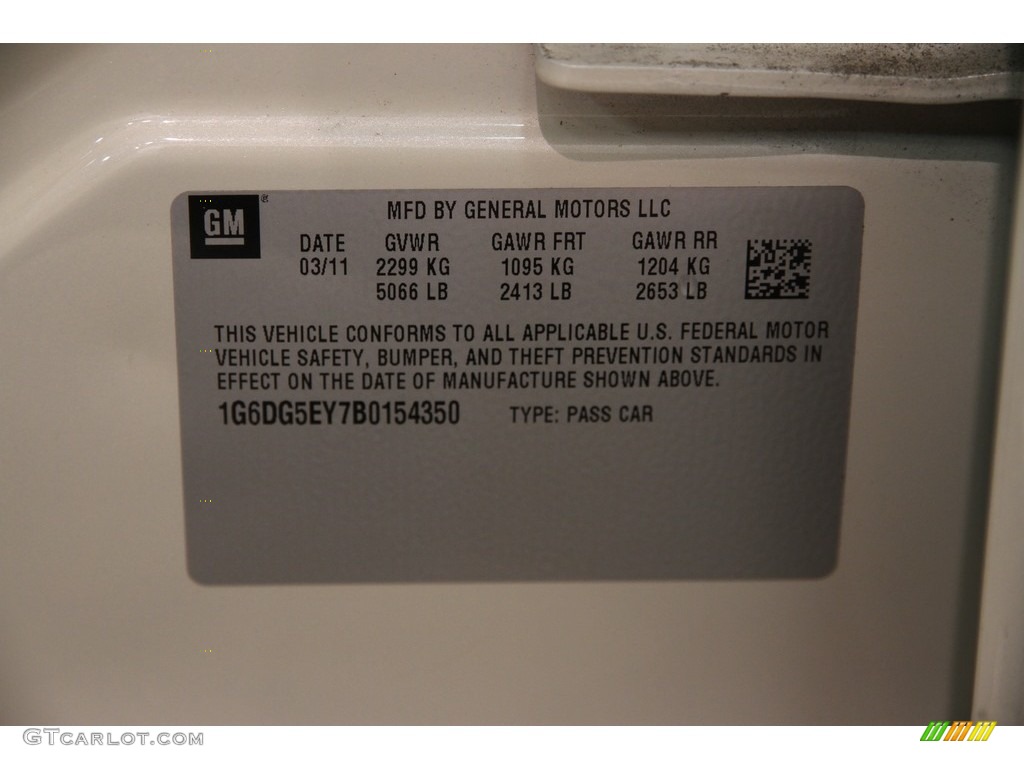 GM ®
MFD BY GENERAL MOTORS LLC
DATE GVWR GAWR FRT GAWR RR
03/11 2299 KG 1095 KG 1204 KG
5066 LB 2413 LB 2653 LB
THIS VEHICLE CONFORMS TO ALL APPLICABLE U.S. FEDERAL MOTOR
VEHICLE SAFETY, BUMPER, AND THEFT PREVENTION STANDARDS IN
EFFECT ON THE DATE OF MANUFACTURE SHOWN ABOVE.
1G6DG5EY7B0154350 TYPE: PASS CAR
GTCARLOT.COM